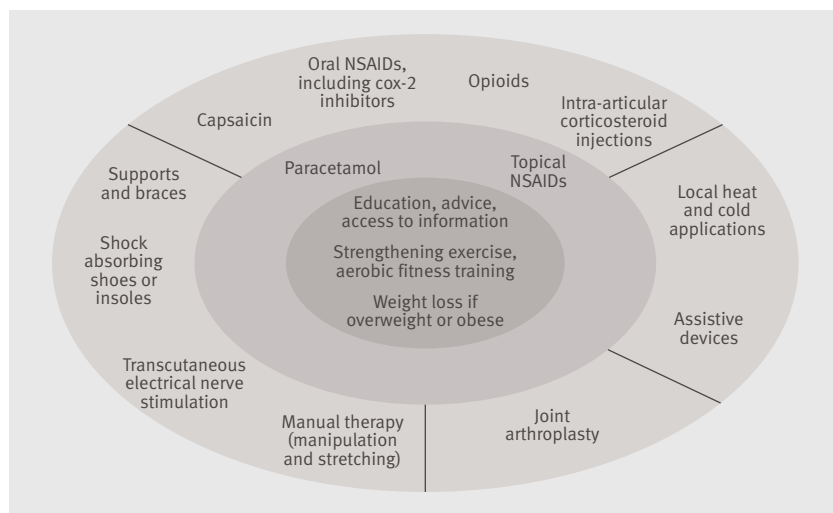 Oral NSAIDs,
including cox-2
inhibitors
Opioids
Capsaicin
Intra-articular
corticosteroid
injections
Supports
and braces
Paracetamol
Topical
NSAIDs
Local heat
and cold
applications
Education, advice,
access to information
Shock
absorbing
shoes or
insoles
Strengthening exercise,
aerobic fitness training
Weight loss if
overweight or obese
Assistive
devices
Transcutaneous
electrical nerve
stimulation
Manual therapy
(manipulation
and stretching)
Joint
arthroplasty